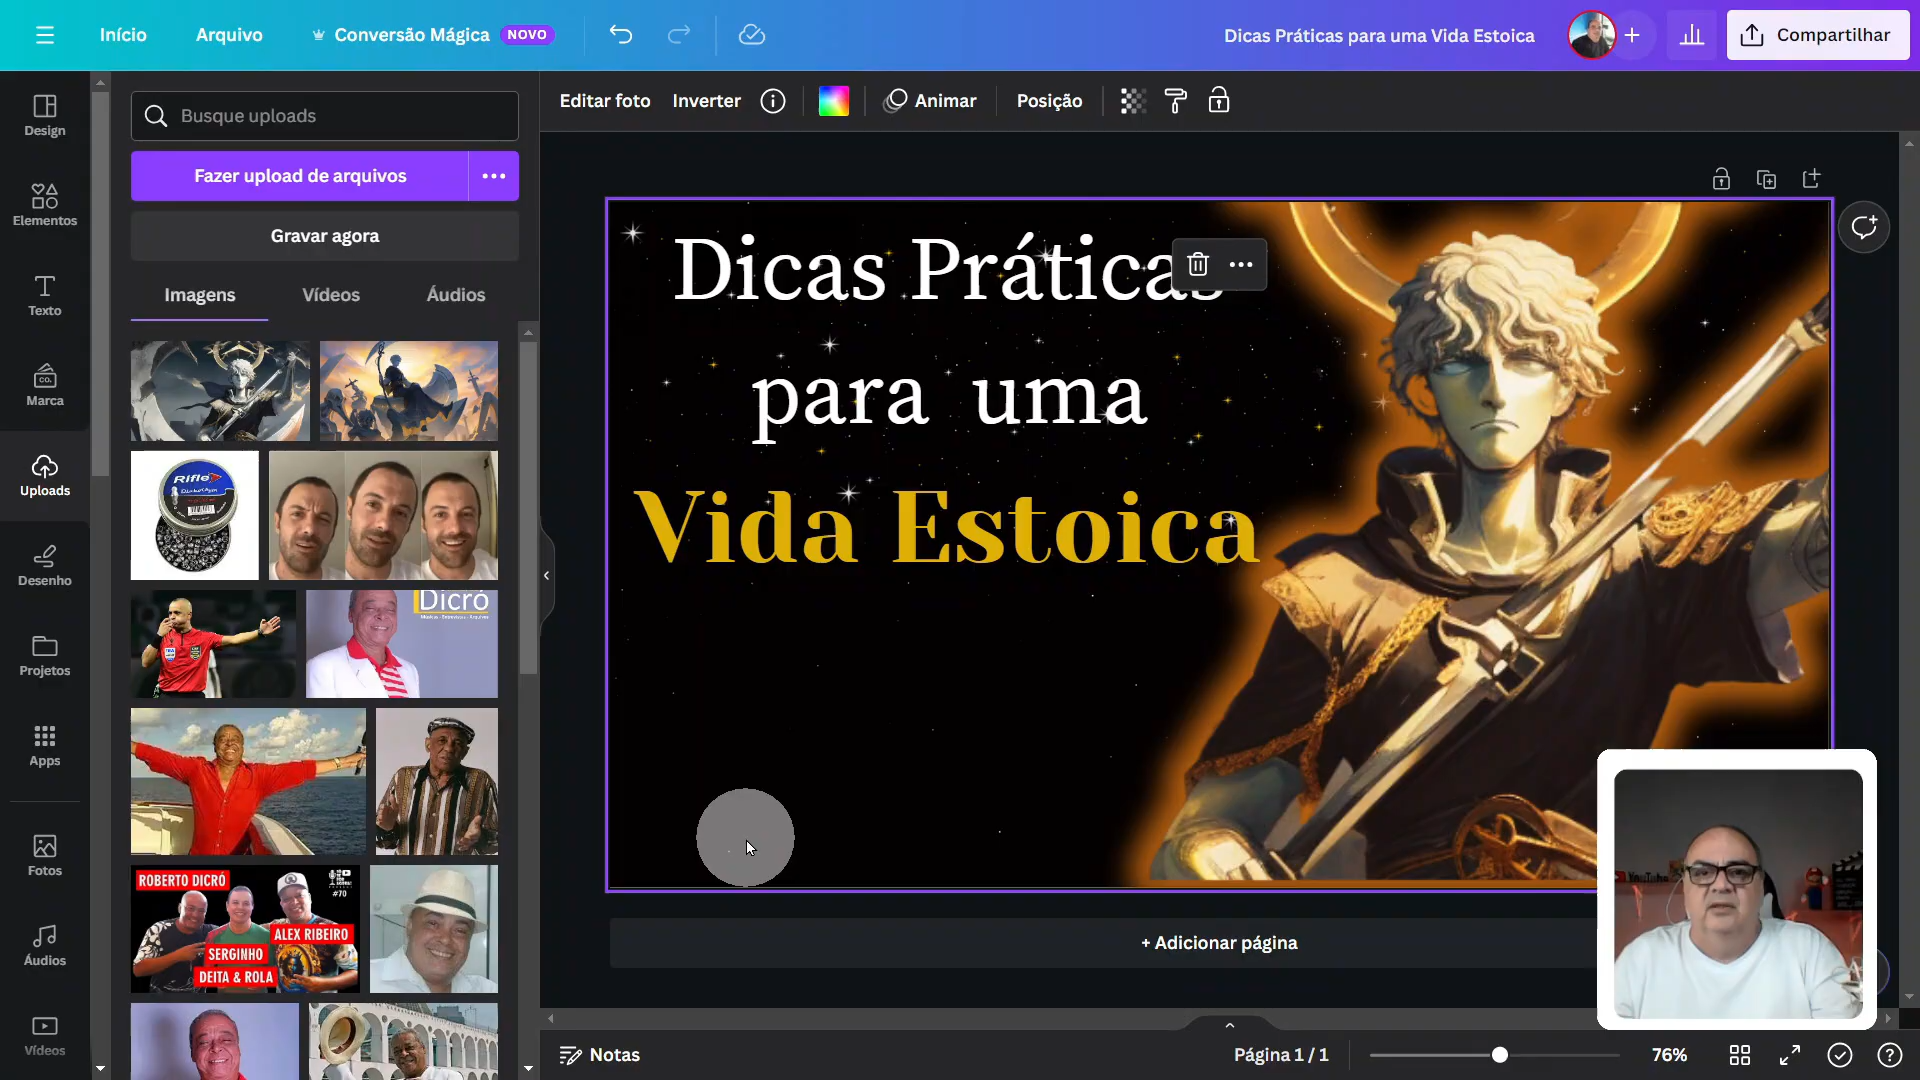 Início
Arquivo
Conversão Mágica
NOVO
Dicas Práticas para uma Vida Estoica
Compartilhar
Design
Elementos
Texto
Marca
Uploads
Desenho
Projetos
Apps
Fotos
Áudios
Vídeos
Busque uploads
Fazer upload de arquivos
Gravar agora
Imagens
Vídeos
Áudios
Rifle
Dicró
ROBERTO DICRÓ
#70
ALEX RIBEIRO
SERGINHO
DEITA & ROLA
Editar foto
Inverter
Animar
Posição
Dicas Práticas
para uma
Vida Estoica
+ Adicionar página
YouTube
Notas
Página 1 / 1
76%